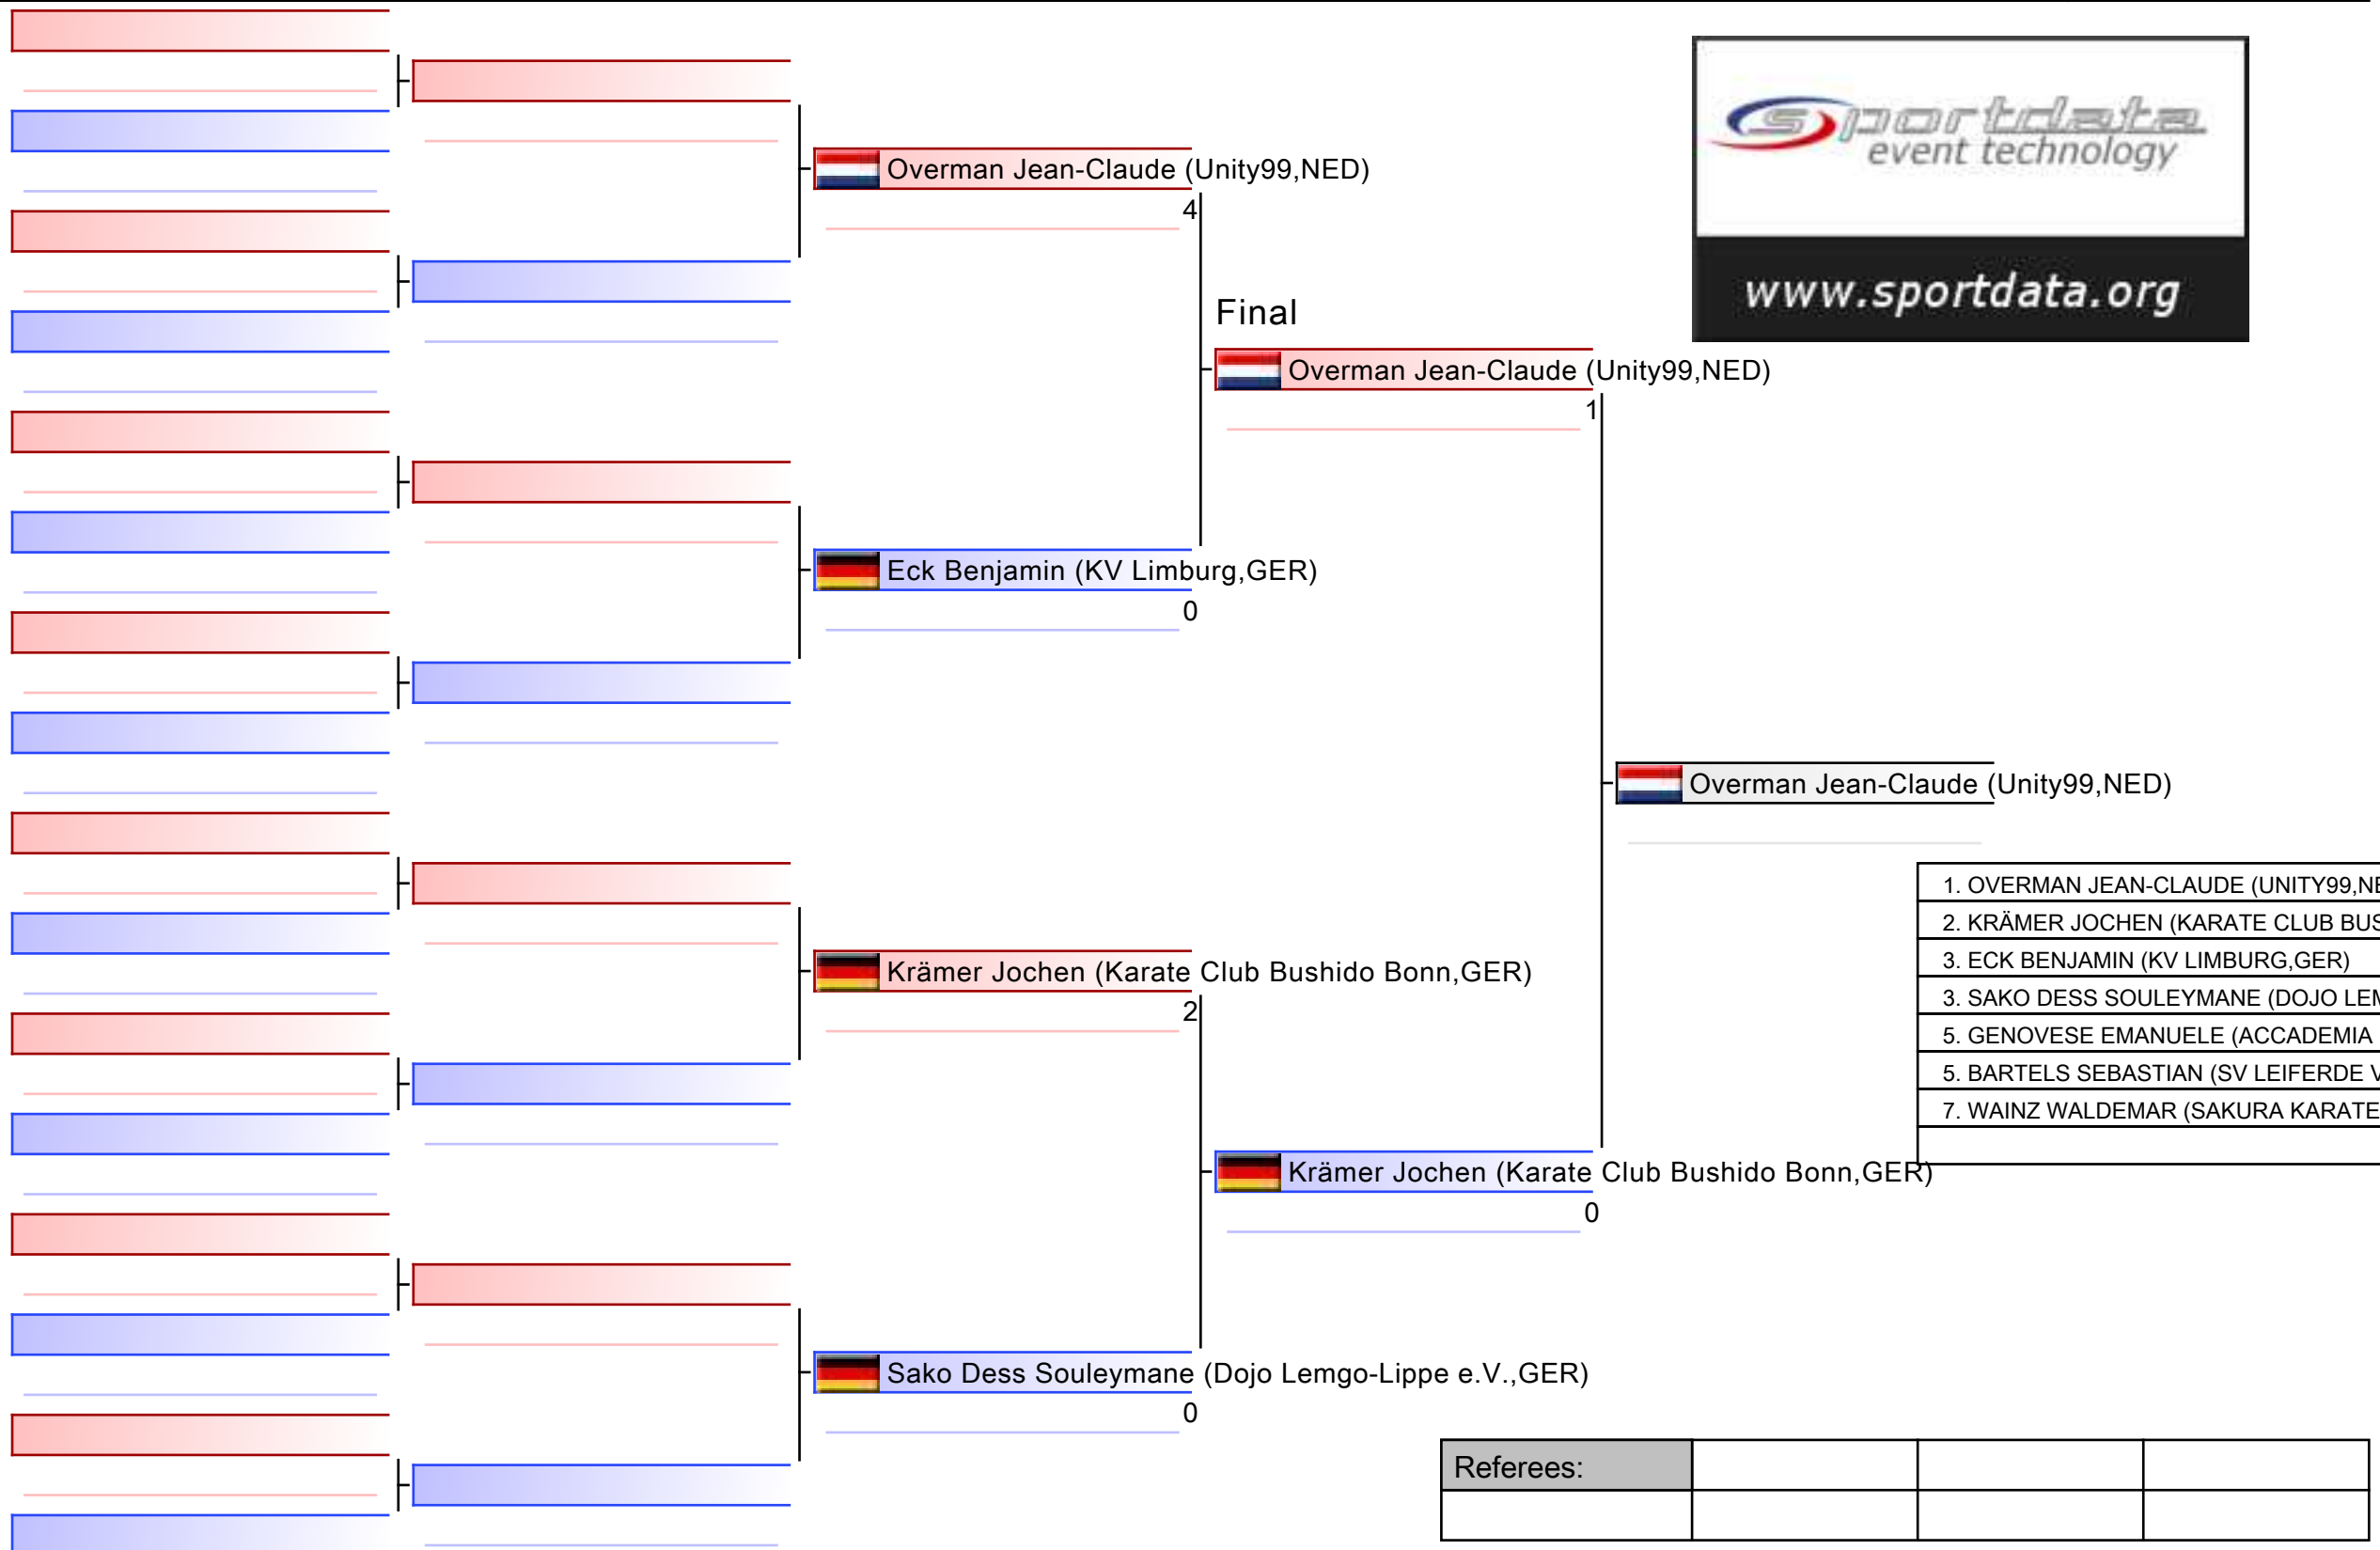 sportdata
event technology
www.sportdata.org
Overman Jean-Claude (Unity99,NED)
4
Final
Overman Jean-Claude (Unity99,NED)
1
Eck Benjamin (KV Limburg,GER)
0
Overman Jean-Claude (Unity99,NED)
1. OVERMAN JEAN-CLAUDE (UNITY99,NE
2. KRÄMER JOCHEN (KARATE CLUB BUS
3. ECK BENJAMIN (KV LIMBURG,GER)
3. SAKO DESS SOULEYMANE (DOJO LEM
5. GENOVESE EMANUELE (ACCADEMIA
5. BARTELS SEBASTIAN (SV LEIFERDE V
7. WAINZ WALDEMAR (SAKURA KARATE
Krämer Jochen (Karate Club Bushido Bonn,GER)
2
Krämer Jochen (Karate Club Bushido Bonn,GER)
0
Sako Dess Souleymane (Dojo Lemgo-Lippe e.V.,GER)
0
Referees: